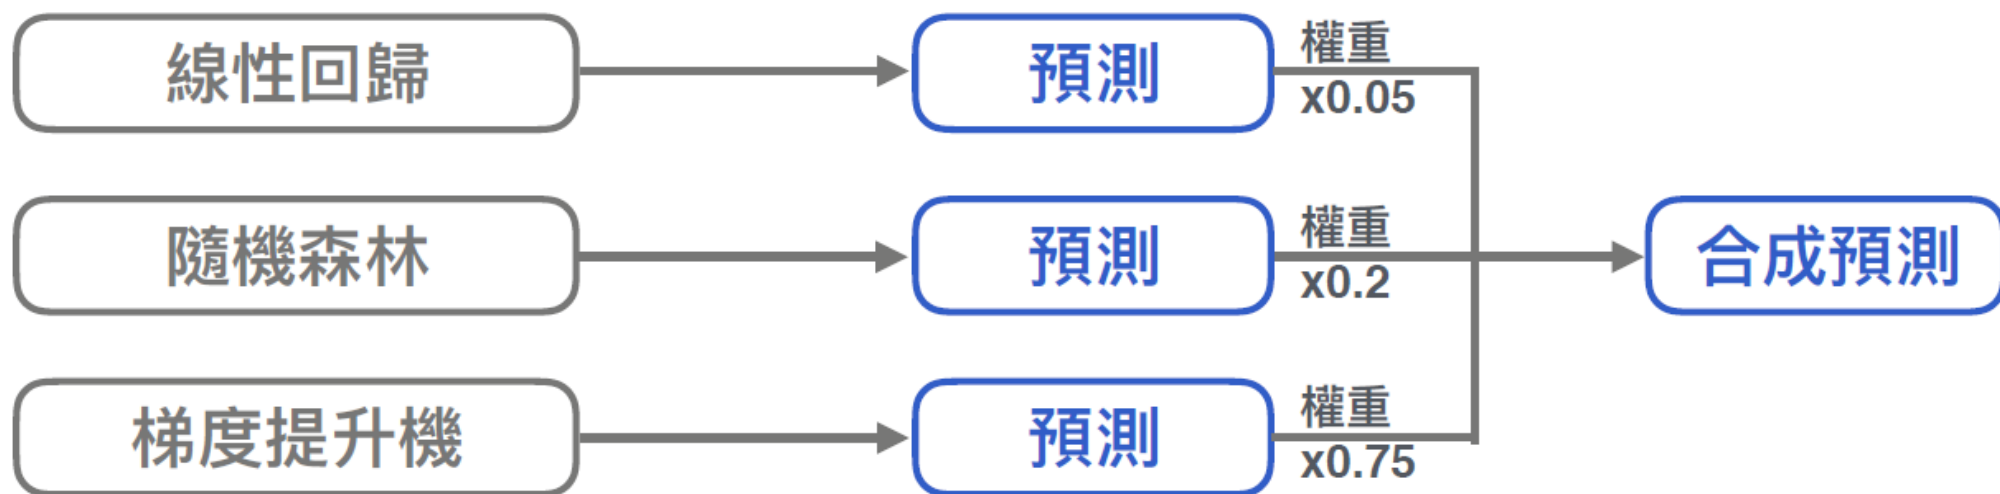 線性回歸
預測
權重
x0.05
隨機森林
預測
權重
x0.2
合成預測
梯度提升機
預測
權重
x0.75